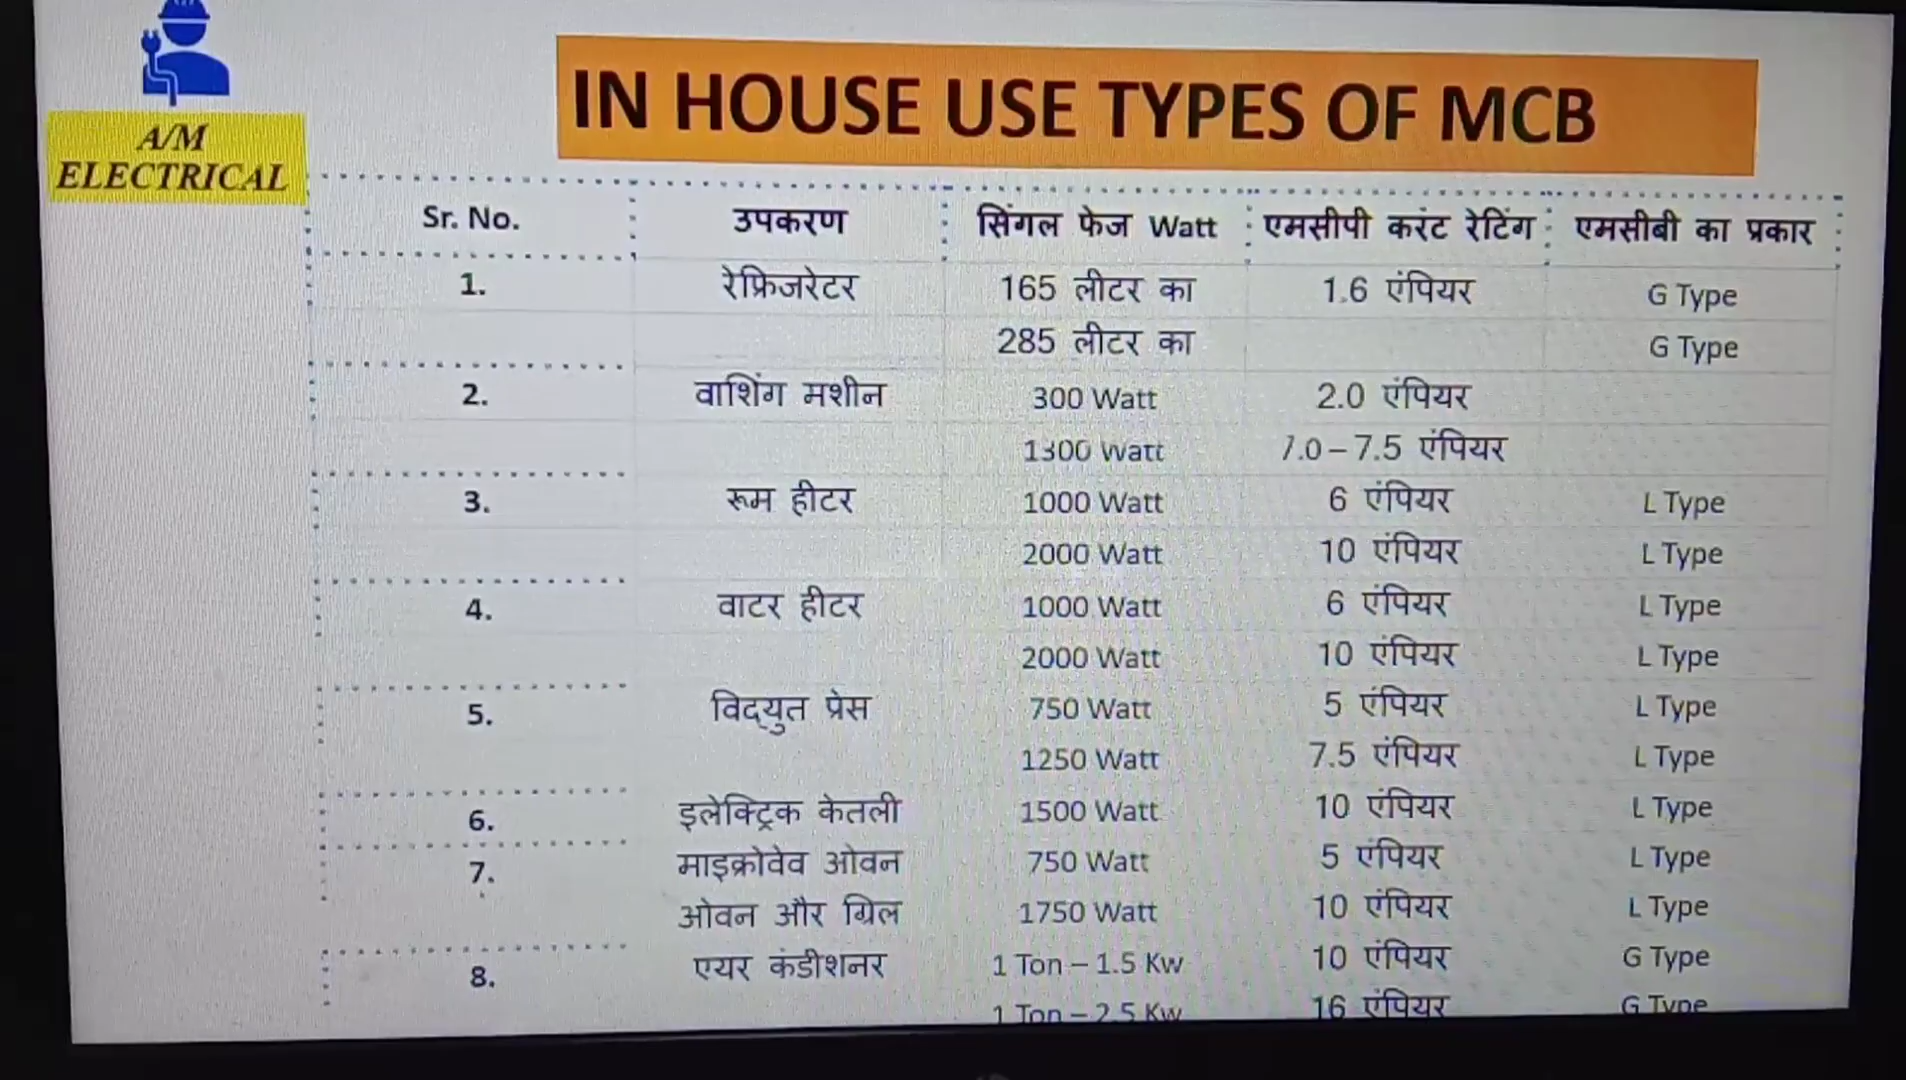 A/M
ELECTRICAL
IN HOUSE USE TYPES OF MCB
Sr. No. उपकरण सिंगल फेज Watt एमसीपी करंट रेटिंग एमसीबी का प्रकार
1. रेफ्रिजरेटर 165 लीटर का 1.6 एंपियर G Type
285 लीटर का G Type
2. वाशिंग मशीन 300 Watt 2.0 एंपियर
1300 Watt 7.0 – 7.5 एंपियर
3. रूम हीटर 1000 Watt 6 एंपियर L Type
2000 Watt 10 एंपियर L Type
4. वाटर हीटर 1000 Watt 6 एंपियर L Type
2000 Watt 10 एंपियर L Type
5. विद्युत प्रेस 750 Watt 5 एंपियर L Type
1250 Watt 7.5 एंपियर L Type
6. इलेक्ट्रिक केतली 1500 Watt 10 एंपियर L Type
7. माइक्रोवेव ओवन 750 Watt 5 एंपियर L Type
ओवन और ग्रिल 1750 Watt 10 एंपियर L Type
8. एयर कंडीशनर 1 Ton – 1.5 Kw 10 एंपियर G Type
1 Ton – 2.5 Kw 16 एंपियर G Type